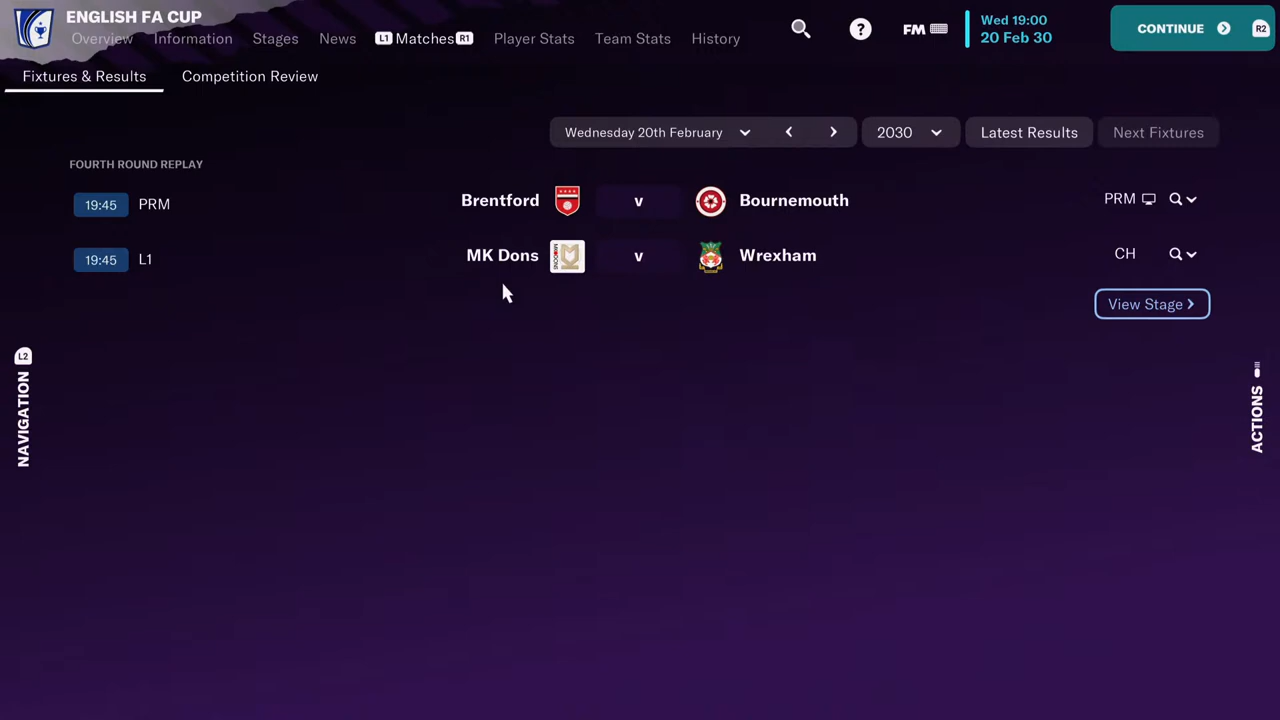 ENGLISH FA CUP
Overview Information Stages News L1 Matches R1 Player Stats Team Stats History
FM
Wed 19:00
20 Feb 30
CONTINUE R2
Fixtures & Results Competition Review
Wednesday 20th February 2030 Latest Results Next Fixtures
FOURTH ROUND REPLAY
19:45 PRM Brentford v Bournemouth PRM
19:45 L1 MK Dons v Wrexham CH
View Stage
L2
NAVIGATION
ACTIONS